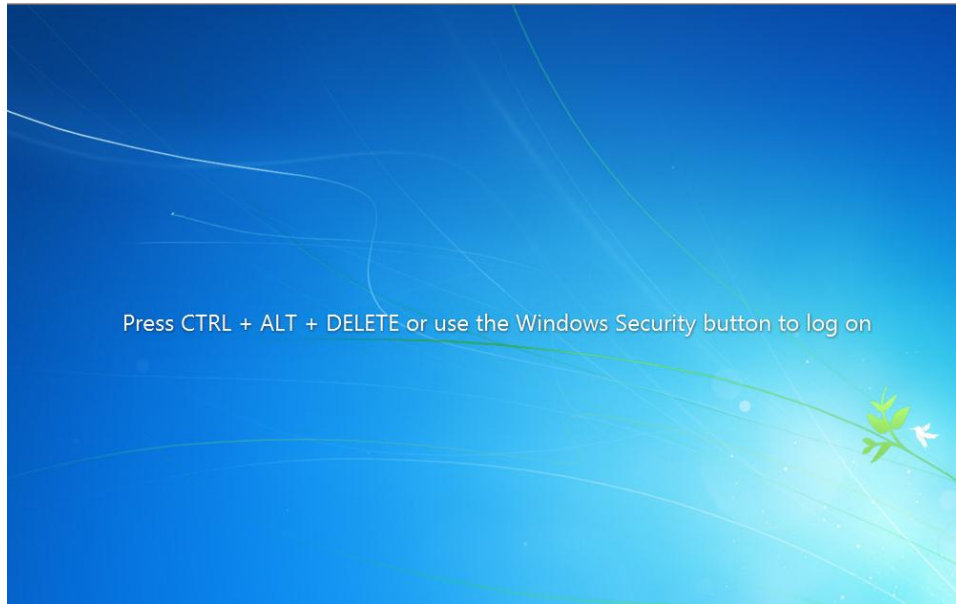 Press CTRL + ALT + DELETE or use the Windows Security button to log on